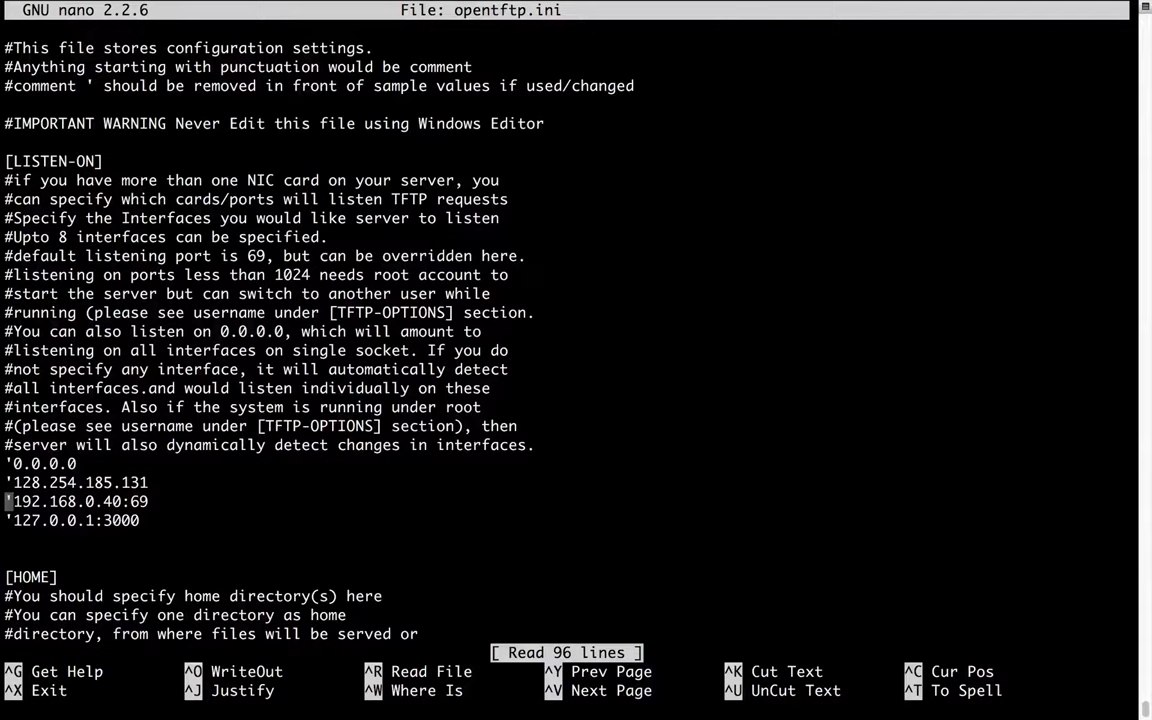 GNU nano 2.2.6 File: opentftp.ini
#This file stores configuration settings.
#Anything starting with punctuation would be comment
#comment ' should be removed in front of sample values if used/changed
#IMPORTANT WARNING Never Edit this file using Windows Editor
[LISTEN-ON]
#if you have more than one NIC card on your server, you
#can specify which cards/ports will listen TFTP requests
#Specify the Interfaces you would like server to listen
#Upto 8 interfaces can be specified.
#default listening port is 69, but can be overridden here.
#listening on ports less than 1024 needs root account to
#start the server but can switch to another user while
#running (please see username under [TFTP-OPTIONS] section.
#You can also listen on 0.0.0.0, which will amount to
#listening on all interfaces on single socket. If you do
#not specify any interface, it will automatically detect
#all interfaces.and would listen individually on these
#interfaces. Also if the system is running under root
#(please see username under [TFTP-OPTIONS] section), then
#server will also dynamically detect changes in interfaces.
'0.0.0.0
'128.254.185.131
'192.168.0.40:69
'127.0.0.1:3000
[HOME]
#You should specify home directory(s) here
#You can specify one directory as home
#directory, from where files will be served or
[ Read 96 lines ]
^G Get Help ^O WriteOut ^R Read File ^Y Prev Page ^K Cut Text ^C Cur Pos
^X Exit ^J Justify ^W Where Is ^V Next Page ^U UnCut Text ^T To Spell